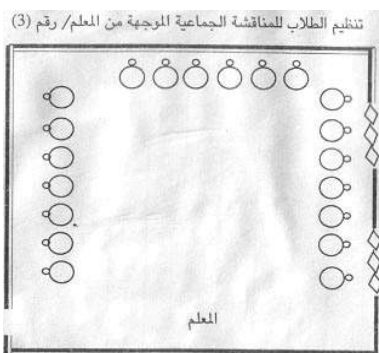 تنظيم الطلاب للمناقشة الجماعية الموجهة من المعلم/ رقم (3)
المعلم